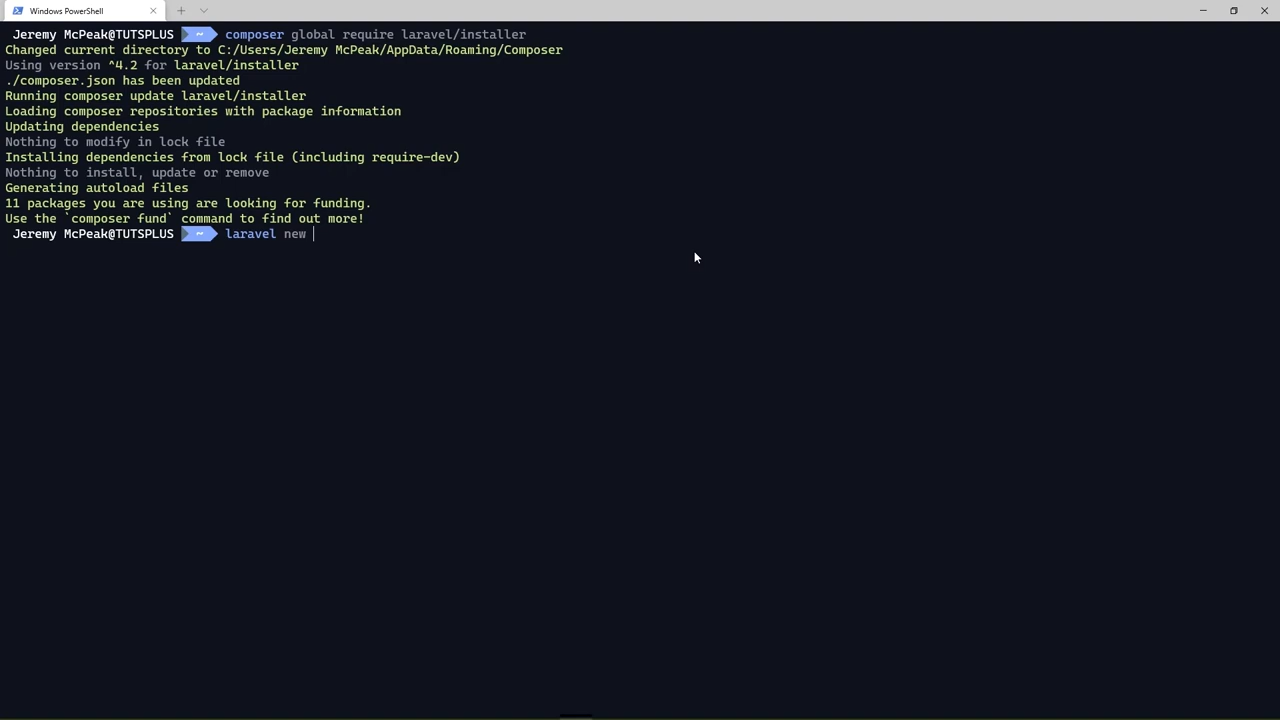 Windows PowerShell
Jeremy McPeak@TUTSPLUS ~ composer global require laravel/installer
Changed current directory to C:/Users/Jeremy McPeak/AppData/Roaming/Composer
Using version ^4.2 for laravel/installer
./composer.json has been updated
Running composer update laravel/installer
Loading composer repositories with package information
Updating dependencies
Nothing to modify in lock file
Installing dependencies from lock file (including require-dev)
Nothing to install, update or remove
Generating autoload files
11 packages you are using are looking for funding.
Use the `composer fund` command to find out more!
Jeremy McPeak@TUTSPLUS ~ laravel new